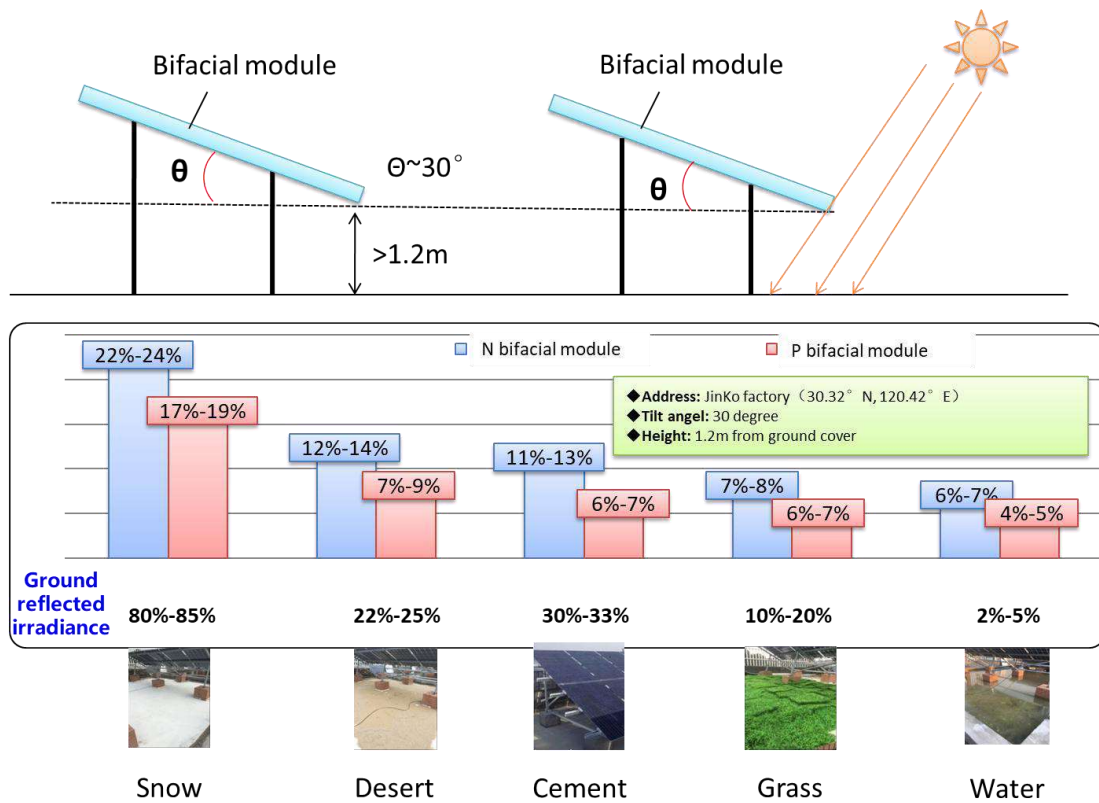 Bifacial module
Bifacial module
θ
Θ~30°
θ
>1.2m
N bifacial module
P bifacial module
22%-24%
17%-19%
12%-14%
7%-9%
11%-13%
6%-7%
7%-8%
6%-7%
6%-7%
4%-5%
◆Address: JinKo factory（30.32° N, 120.42° E）
◆Tilt angel: 30 degree
◆Height: 1.2m from ground cover
Ground
reflected
irradiance
80%-85%
22%-25%
30%-33%
10%-20%
2%-5%
Snow
Desert
Cement
Grass
Water